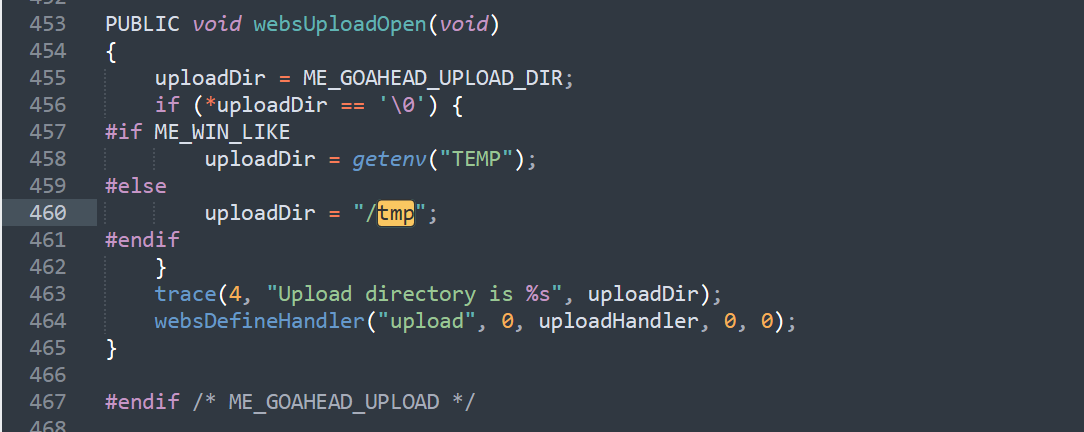 452
453 PUBLIC void websUploadOpen(void)
454 {
455     uploadDir = ME_GOAHEAD_UPLOAD_DIR;
456     if (*uploadDir == '\0') {
457 #if ME_WIN_LIKE
458         uploadDir = getenv("TEMP");
459 #else
460         uploadDir = "/tmp";
461 #endif
462     }
463     trace(4, "Upload directory is %s", uploadDir);
464     websDefineHandler("upload", 0, uploadHandler, 0, 0);
465 }
466
467 #endif /* ME_GOAHEAD_UPLOAD */
468